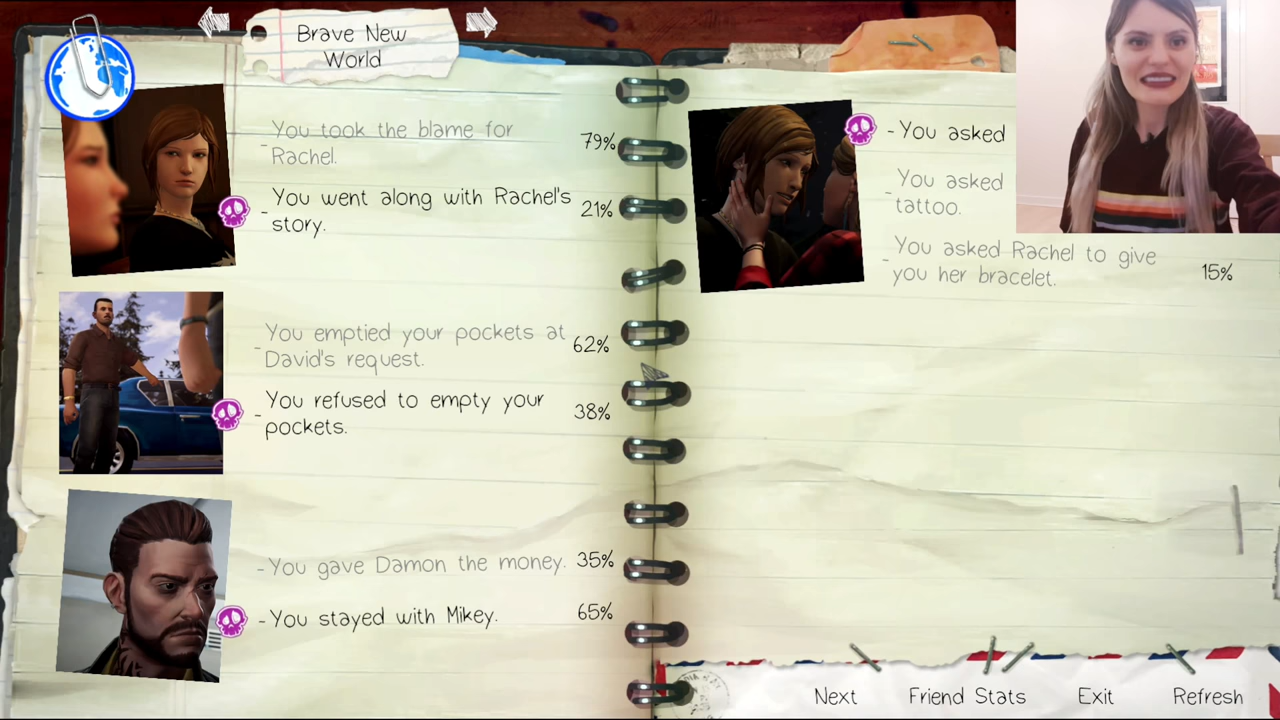 Brave New
World
You took the blame for
- Rachel. 79%
You went along with Rachel's
- story. 21%
You emptied your pockets at
- David's request. 62%
You refused to empty your
- pockets. 38%
-You gave Damon the money. 35%
-You stayed with Mikey. 65%
-You asked
You asked
- tattoo.
You asked Rachel to give
- you her bracelet. 15%
Next Friend Stats Exit Refresh